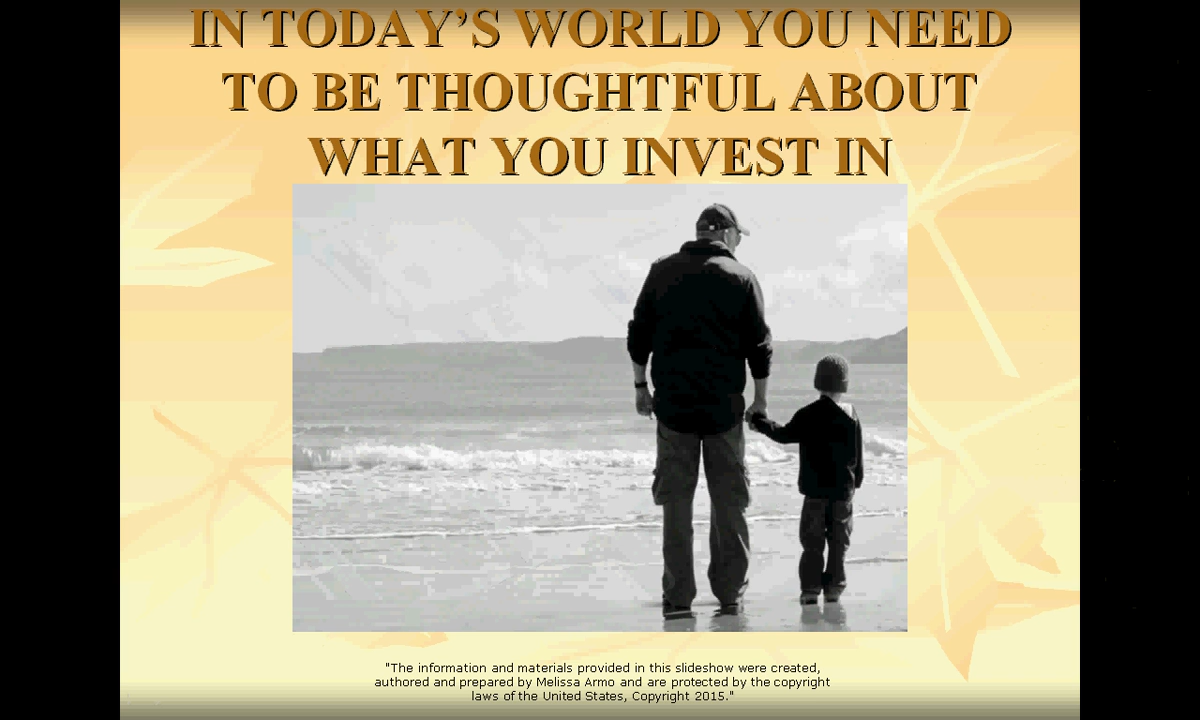 IN TODAY’S WORLD YOU NEED
TO BE THOUGHTFUL ABOUT
WHAT YOU INVEST IN
"The information and materials provided in this slideshow were created,
authored and prepared by Melissa Armo and are protected by the copyright
laws of the United States, Copyright 2015."